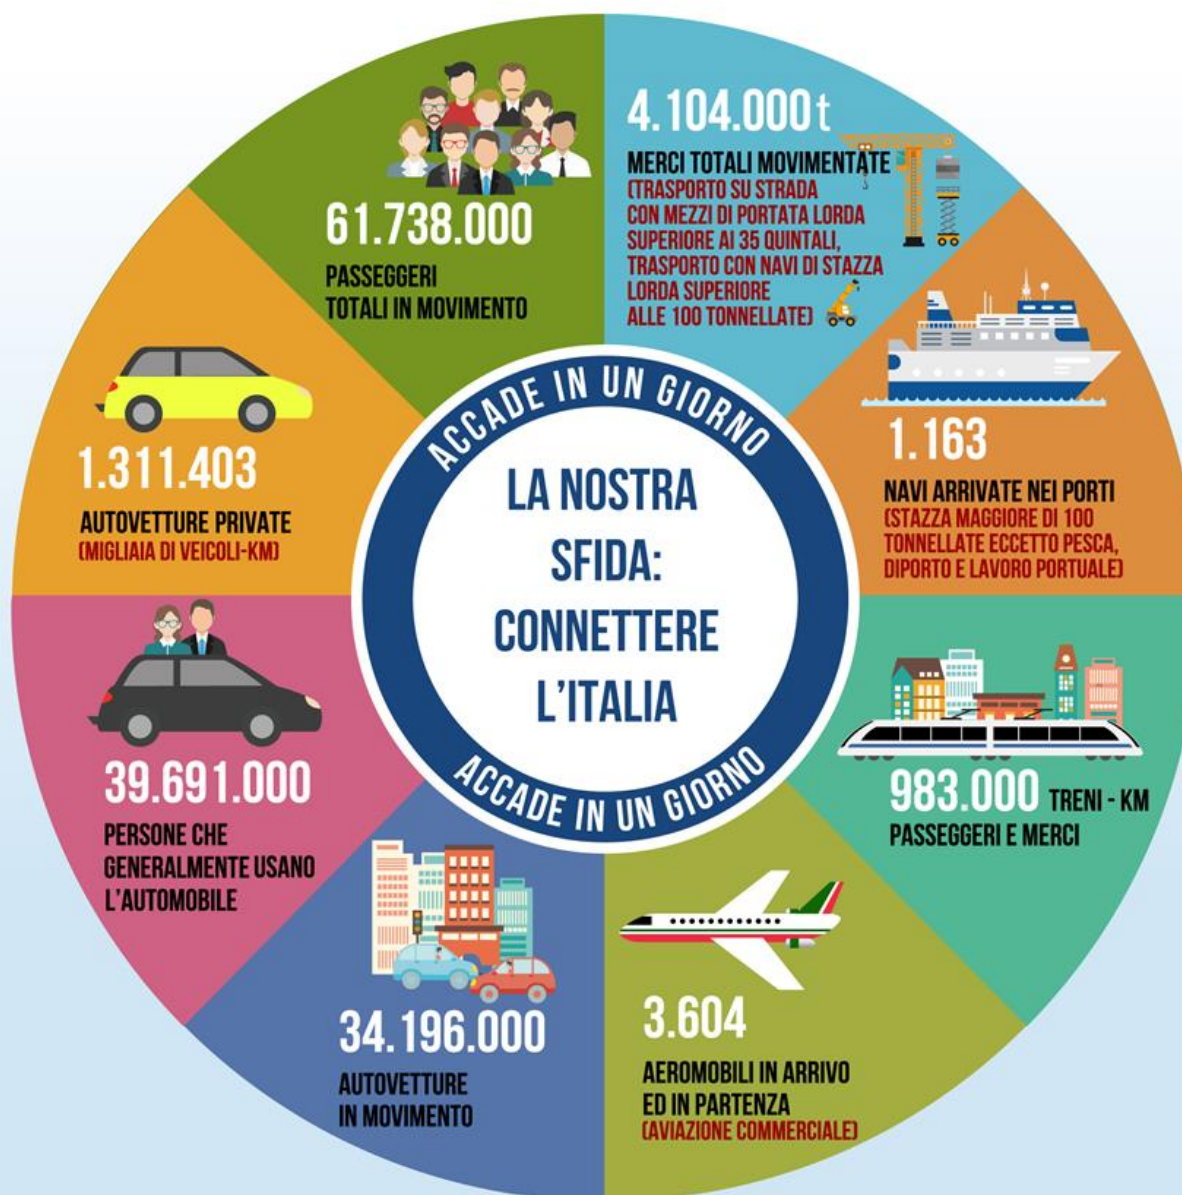 ACCADE IN UN GIORNO
LA NOSTRA
SFIDA:
CONNETTERE
L'ITALIA
ACCADE IN UN GIORNO
4.104.000 t
MERCI TOTALI MOVIMENTATE
(TRASPORTO SU STRADA
CON MEZZI DI PORTATA LORDA
SUPERIORE AI 35 QUINTALI,
TRASPORTO CON NAVI DI STAZZA
LORDA SUPERIORE
ALLE 100 TONNELLATE)
1.163
NAVI ARRIVATE NEI PORTI
(STAZZA MAGGIORE DI 100
TONNELLATE ECCETTO PESCA,
DIPORTO E LAVORO PORTUALE)
983.000 TRENI - KM
PASSEGGERI E MERCI
3.604
AEROMOBILI IN ARRIVO
ED IN PARTENZA
(AVIAZIONE COMMERCIALE)
34.196.000
AUTOVETTURE
IN MOVIMENTO
39.691.000
PERSONE CHE
GENERALMENTE USANO
L'AUTOMOBILE
1.311.403
AUTOVETTURE PRIVATE
(MIGLIAIA DI VEICOLI-KM)
61.738.000
PASSEGGERI
TOTALI IN MOVIMENTO